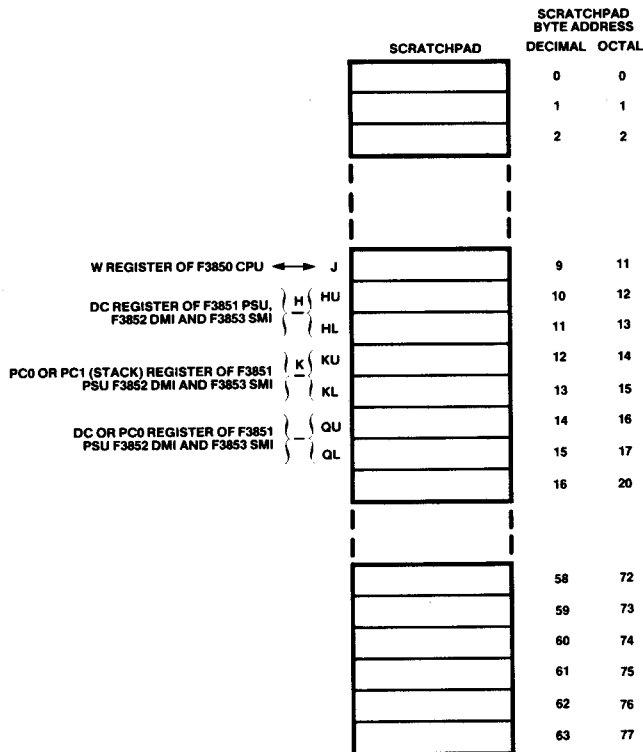 SCRATCHPAD
BYTE ADDRESS
SCRATCHPAD DECIMAL OCTAL
0 0
1 1
2 2
W REGISTER OF F3850 CPU J 9 11
DC REGISTER OF F3851 PSU,
F3852 DMI AND F3853 SMI
H
HU 10 12
HL 11 13
PC0 OR PC1 (STACK) REGISTER OF F3851
PSU F3852 DMI AND F3853 SMI
K
KU 12 14
KL 13 15
DC OR PC0 REGISTER OF F3851
PSU F3852 DMI AND F3853 SMI
QU 14 16
QL 15 17
16 20
58 72
59 73
60 74
61 75
62 76
63 77